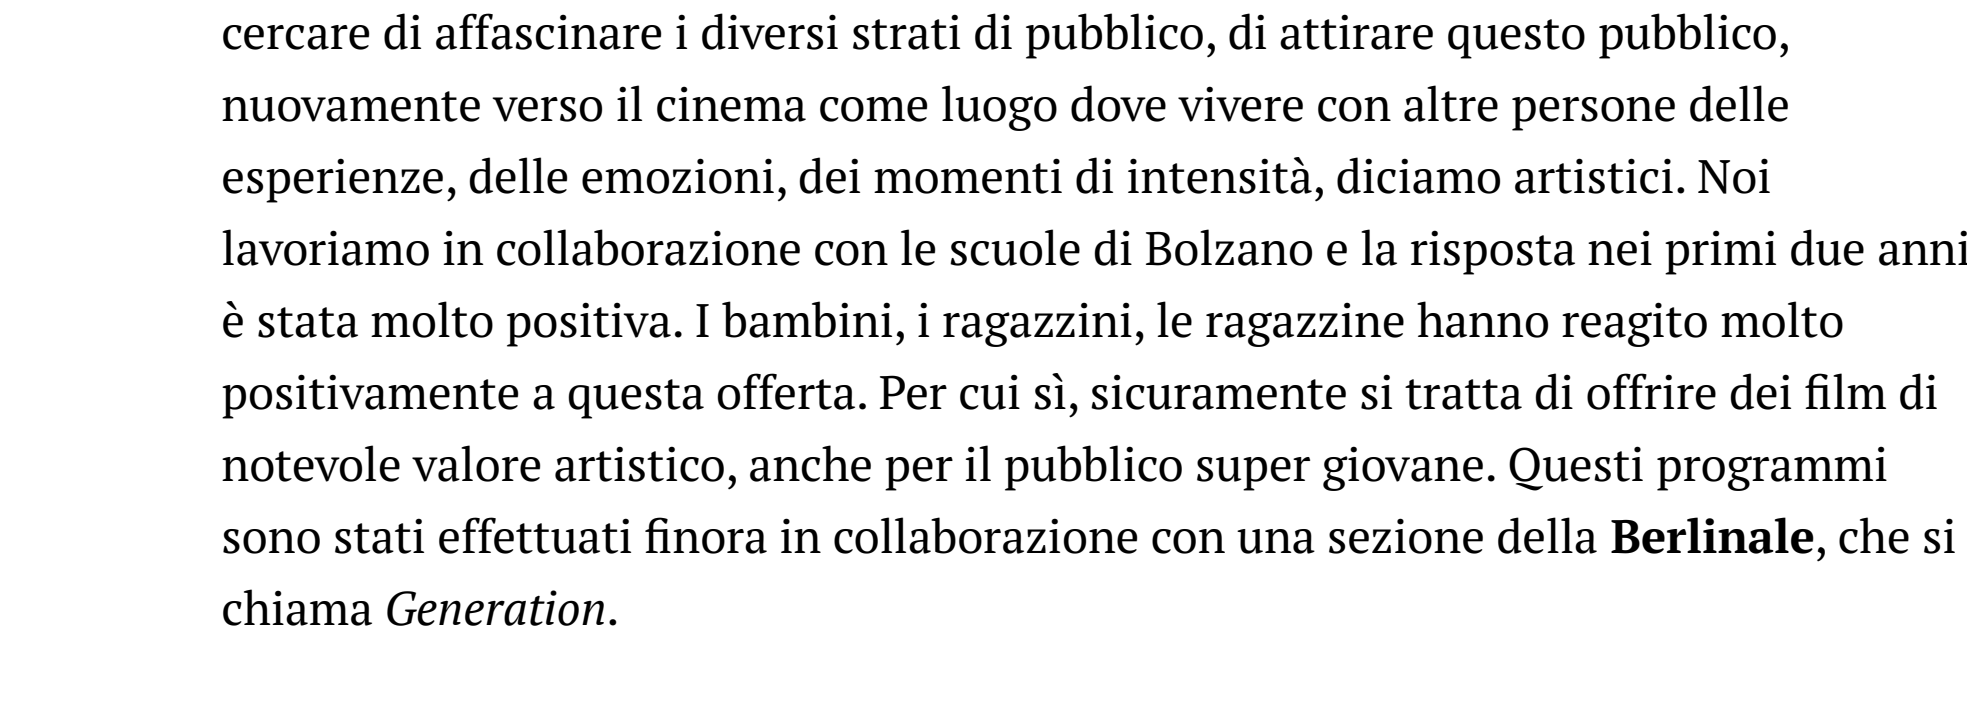 cercare di affascinare i diversi strati di pubblico, di attirare questo pubblico,
nuovamente verso il cinema come luogo dove vivere con altre persone delle
esperienze, delle emozioni, dei momenti di intensità, diciamo artistici. Noi
lavoriamo in collaborazione con le scuole di Bolzano e la risposta nei primi due anni
è stata molto positiva. I bambini, i ragazzini, le ragazzine hanno reagito molto
positivamente a questa offerta. Per cui sì, sicuramente si tratta di offrire dei film di
notevole valore artistico, anche per il pubblico super giovane. Questi programmi
sono stati effettuati finora in collaborazione con una sezione della Berlinale, che si
chiama Generation.